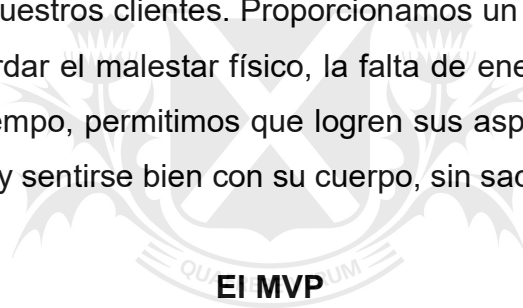 uestros clientes. Proporcionamos un
rdar el malestar físico, la falta de ene
empo, permitimos que logren sus asp
y sentirse bien con su cuerpo, sin sac
El MVP